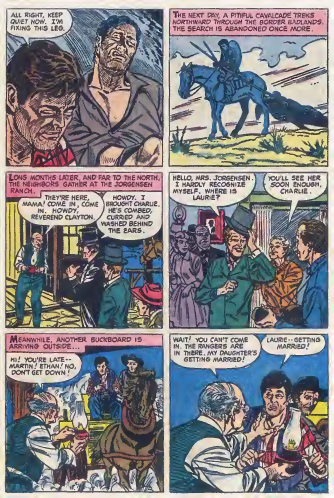 ALL RIGHT, KEEP
QUIET NOW. I'M
FIXING THIS LEG.
THE NEXT DAY, A PITIFUL CAVALCADE TREKS
NORTHWARD THROUGH THE BORDER BADLANDS.
THE SEARCH IS ABANDONED ONCE MORE.
LONG MONTHS LATER, AND FAR TO THE NORTH,
THE NEIGHBORS GATHER AT THE JORGENSEN
RANCH.
THEY'RE HERE,
MAMA! COME IN, COME
IN. HOWDY,
REVEREND CLAYTON.
HOWDY. I
BROUGHT CHARLIE.
HE'S COMBED,
CURRIED AND
WASHED BEHIND
THE EARS.
HELLO, MRS. JORGENSEN.
I HARDLY RECOGNIZE
MYSELF. WHERE IS
LAURIE?
YOU'LL SEE HER
SOON ENOUGH,
CHARLIE.
MEANWHILE, ANOTHER BUCKBOARD IS
ARRIVING OUTSIDE...
HI! YOU'RE LATE--
MARTIN! ETHAN! NO,
DON'T GET DOWN!
WAIT! YOU CAN'T COME
IN. THE RANGERS ARE
IN THERE. MY DAUGHTER'S
GETTING MARRIED!
LAURIE--GETTING
MARRIED!